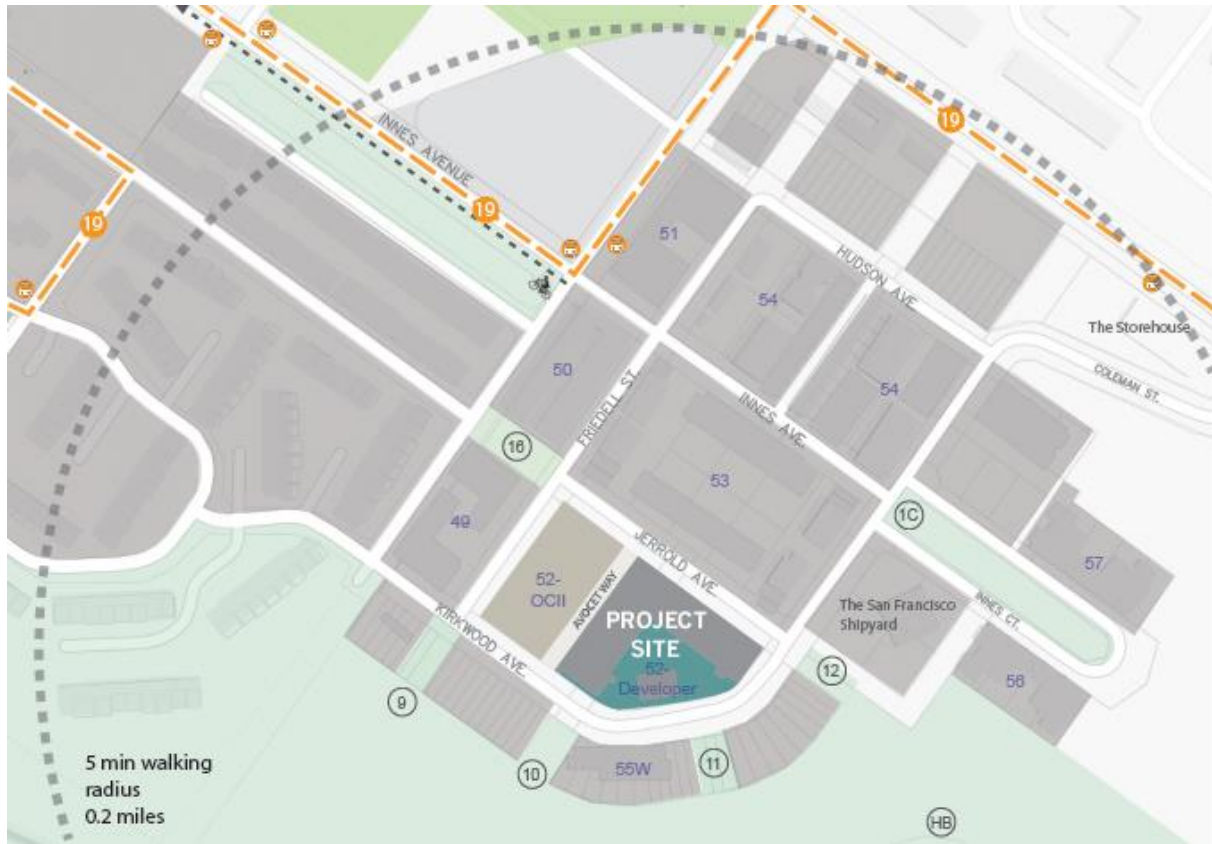 INNES AVENUE
19
19
19
51
54
HUDSON AVE.
The Storehouse
COLEMAN ST.
50
FRIEDELL ST.
INNES AVE.
54
16
53
1C
49
JERROLD AVE.
57
52-
OCII
AVOCET WAY
The San Francisco
Shipyard
INNES CT.
PROJECT
SITE
KIRKWOOD AVE.
52-
Developer
12
56
9
10
55W
11
5 min walking
radius
0.2 miles
HB